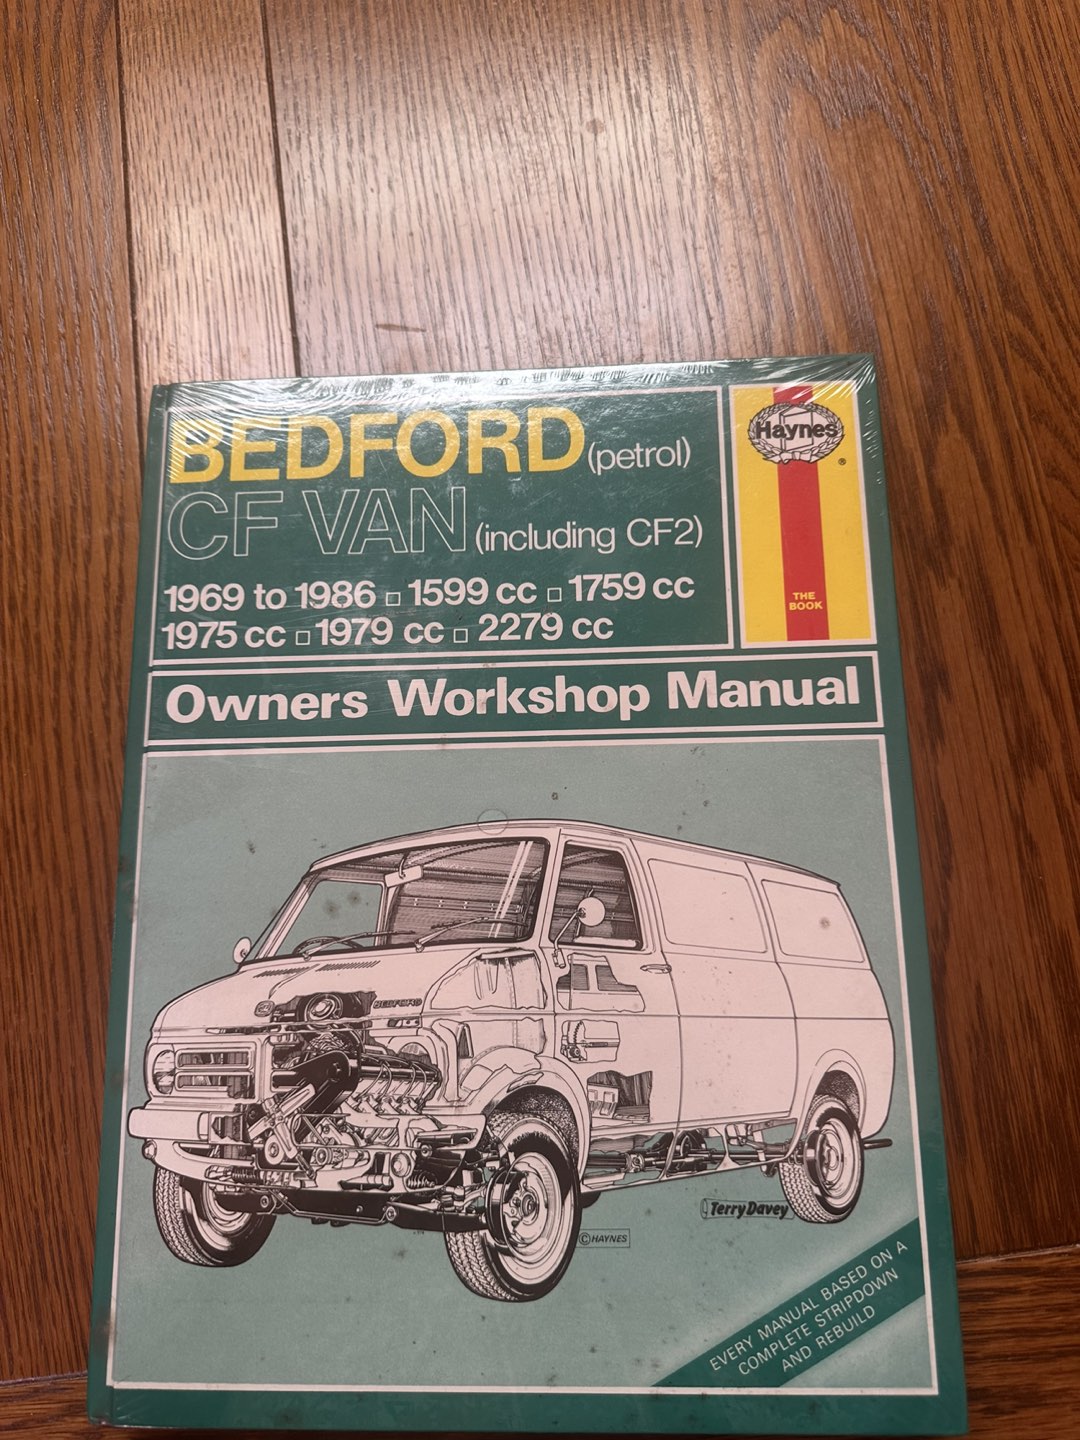 BEDFORD (petrol)
CF VAN (including CF2)
1969 to 1986 □ 1599 cc □ 1759 cc
1975 cc □ 1979 cc □ 2279 cc
Haynes
®
THE
BOOK
Owners Workshop Manual
BEDFORD
Terry Davey
© HAYNES
EVERY MANUAL BASED ON A
COMPLETE STRIPDOWN
AND REBUILD